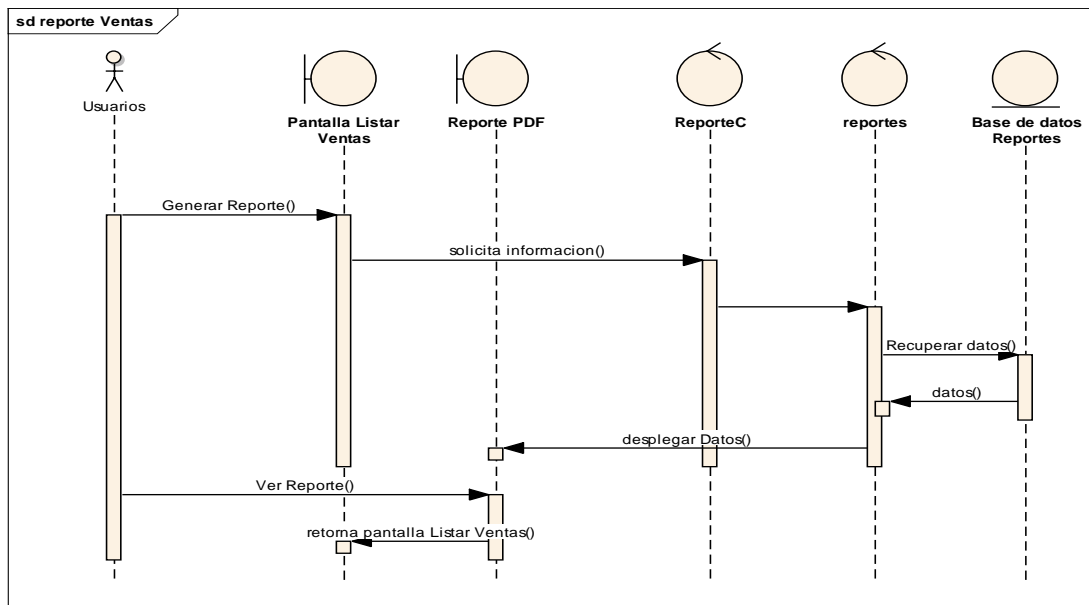 sd reporte Ventas
Usuarios
Pantalla Listar
Ventas
Reporte PDF
ReporteC
reportes
Base de datos
Reportes
Generar Reporte()
solicita informacion()
Recuperar datos()
datos()
desplegar Datos()
Ver Reporte()
retorna pantalla Listar Ventas()